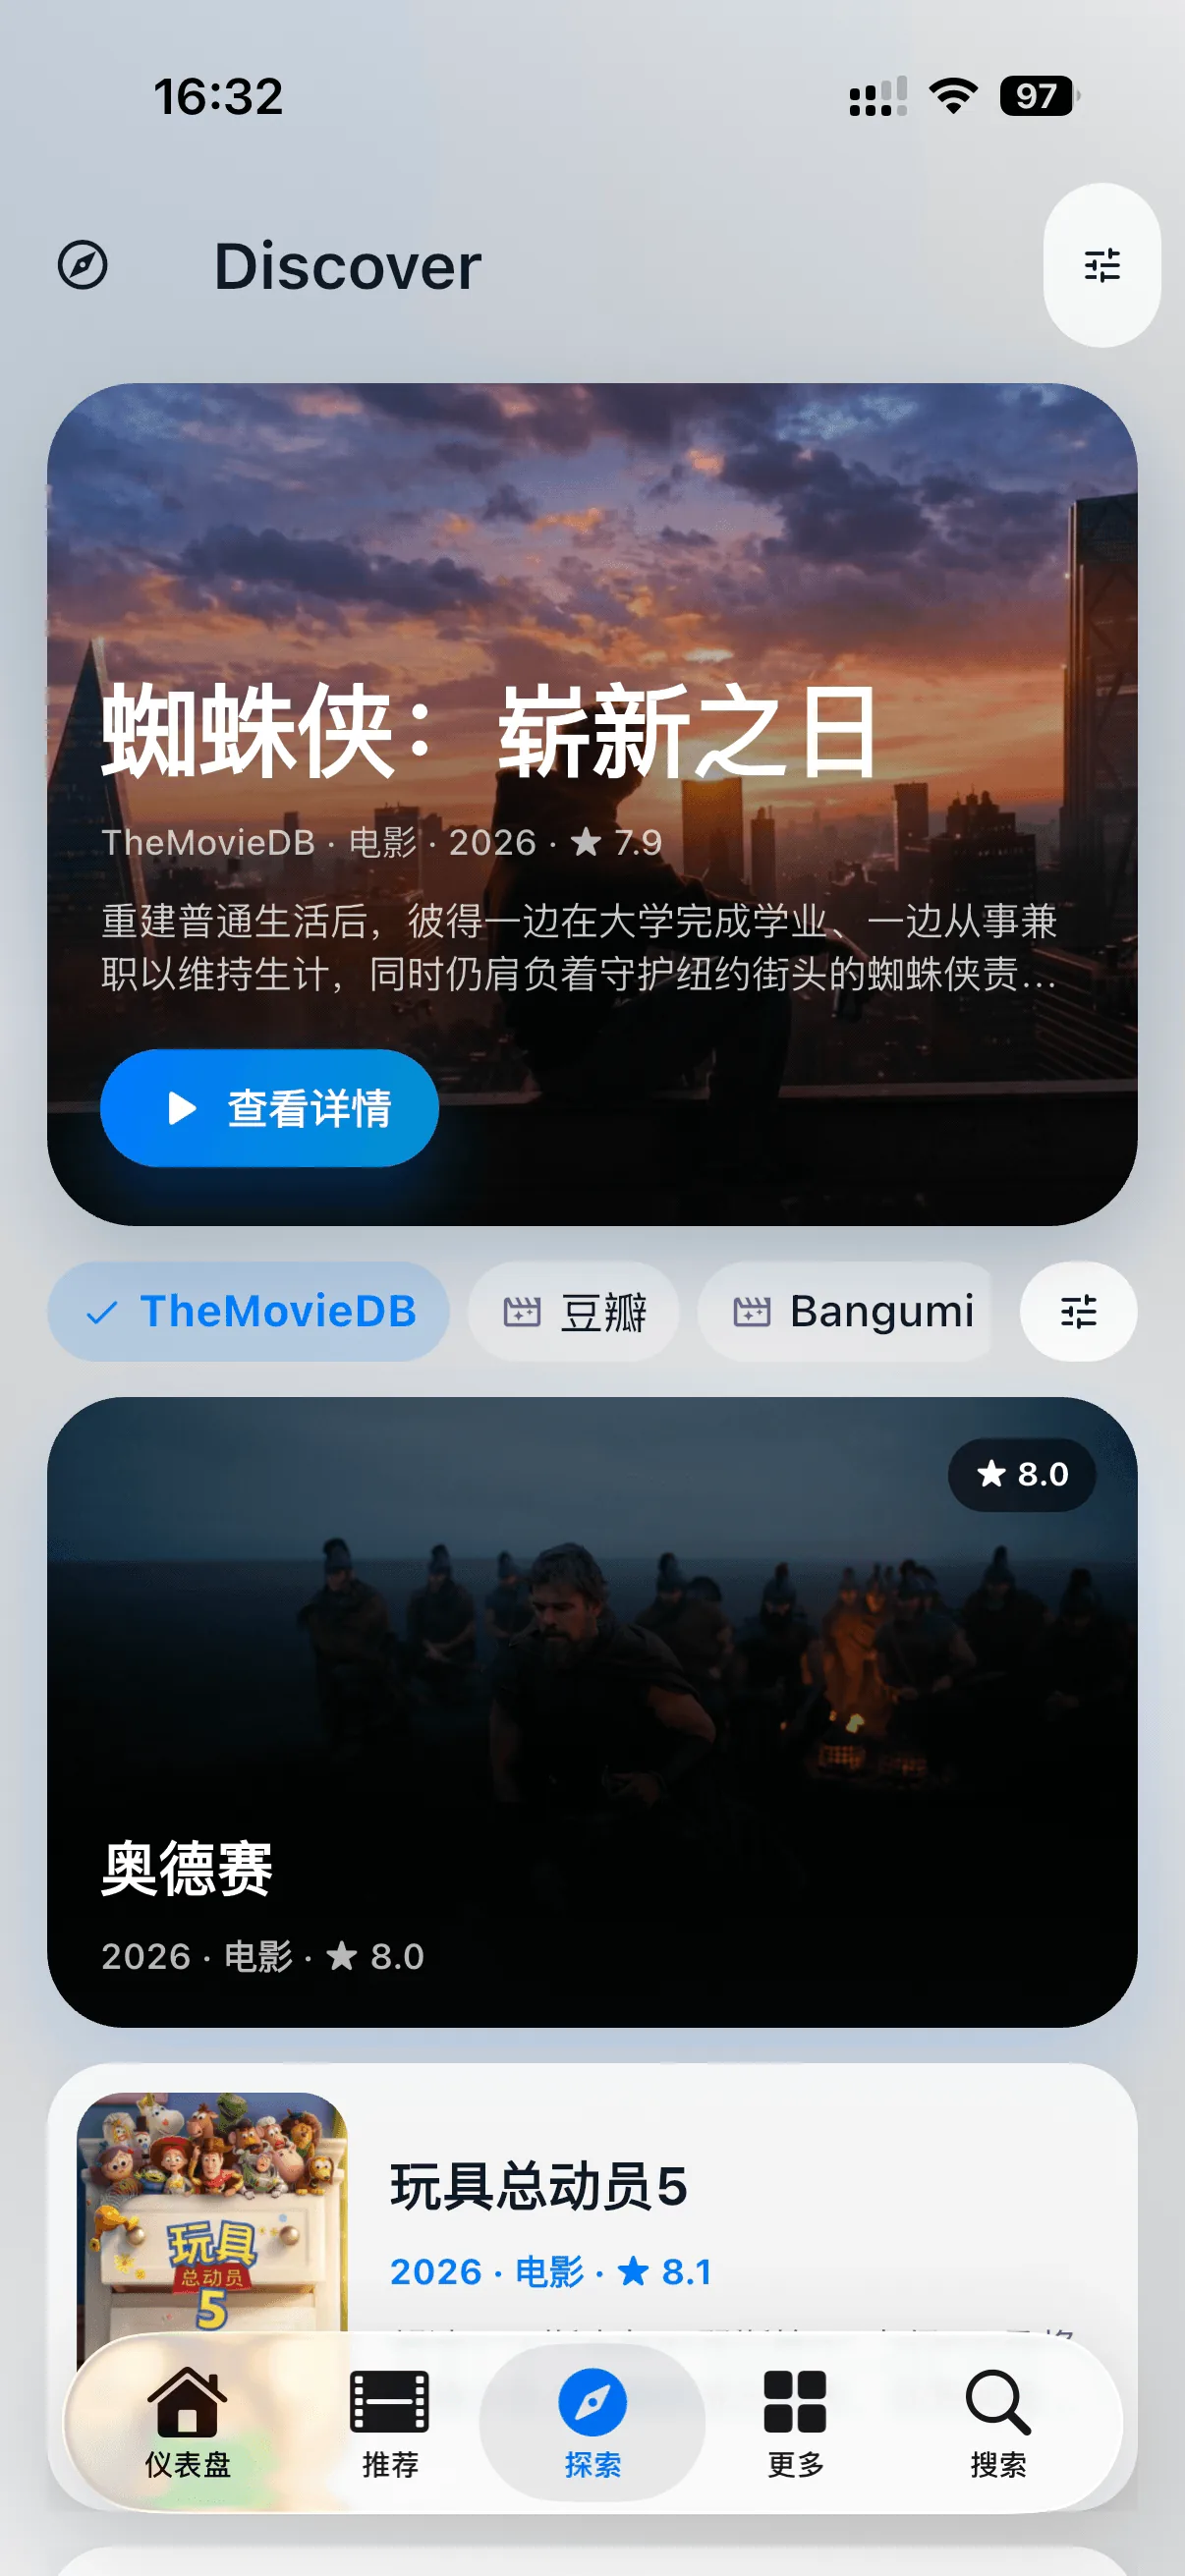 16:32
97
Discover
蜘蛛侠：崭新之日
TheMovieDB · 电影 · 2026 · ★ 7.9
重建普通生活后，彼得一边在大学完成学业、一边从事兼
职以维持生计，同时仍肩负着守护纽约街头的蜘蛛侠责...
查看详情
TheMovieDB
豆瓣
Bangumi
★ 8.0
奥德赛
2026 · 电影 · ★ 8.0
玩具总动员5
2026 · 电影 · ★ 8.1
玩具
总动员
5
仪表盘
推荐
探索
更多
搜索